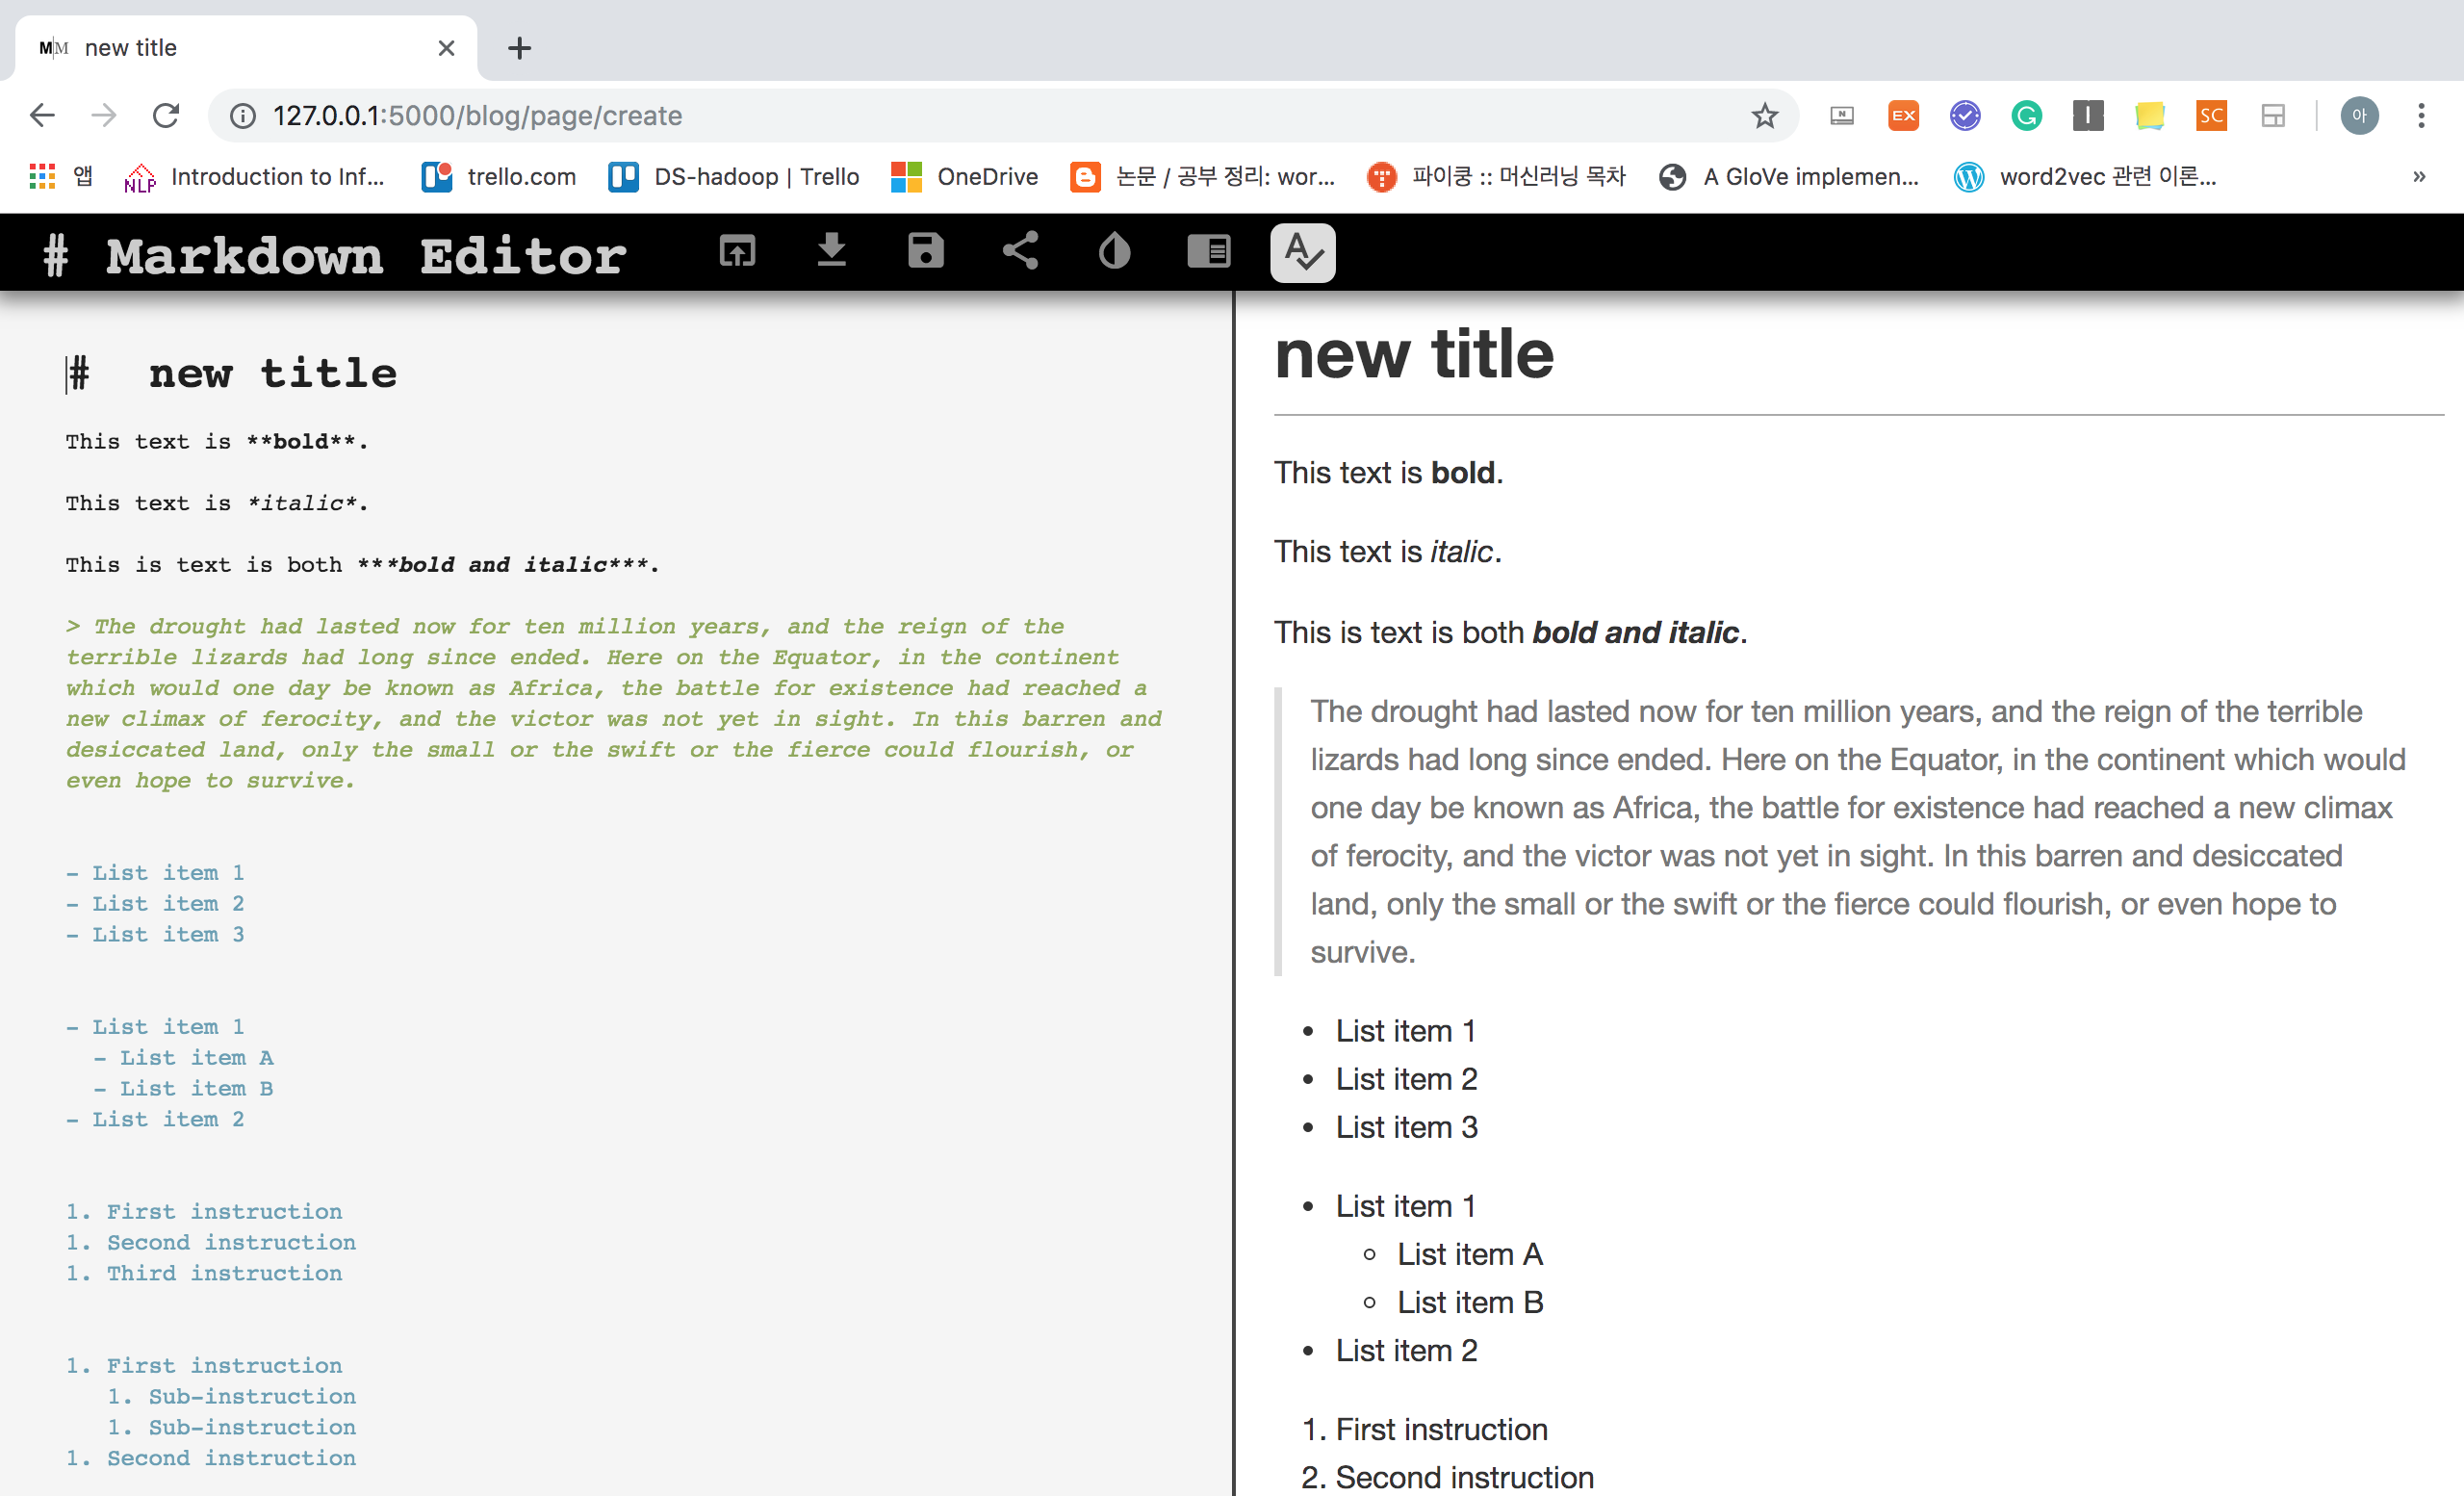 M|M new title
127.0.0.1:5000/blog/page/create
N EX G I SC 아
앱 NLP Introduction to Inf... trello.com DS-hadoop | Trello OneDrive 논문 / 공부 정리: wor... 파이쿵 :: 머신러닝 목차 A GloVe implemen... word2vec 관련 이론... »
# Markdown Editor
# new title
This text is **bold**.
This text is *italic*.
This is text is both ***bold and italic***.
> The drought had lasted now for ten million years, and the reign of the
terrible lizards had long since ended. Here on the Equator, in the continent
which would one day be known as Africa, the battle for existence had reached a
new climax of ferocity, and the victor was not yet in sight. In this barren and
desiccated land, only the small or the swift or the fierce could flourish, or
even hope to survive.
- List item 1
- List item 2
- List item 3
- List item 1
  - List item A
  - List item B
- List item 2
1. First instruction
1. Second instruction
1. Third instruction
1. First instruction
   1. Sub-instruction
   1. Sub-instruction
1. Second instruction
new title
This text is bold.
This text is italic.
This is text is both bold and italic.
The drought had lasted now for ten million years, and the reign of the terrible
lizards had long since ended. Here on the Equator, in the continent which would
one day be known as Africa, the battle for existence had reached a new climax
of ferocity, and the victor was not yet in sight. In this barren and desiccated
land, only the small or the swift or the fierce could flourish, or even hope to
survive.
• List item 1
• List item 2
• List item 3
• List item 1
◦ List item A
◦ List item B
• List item 2
1. First instruction
2. Second instruction